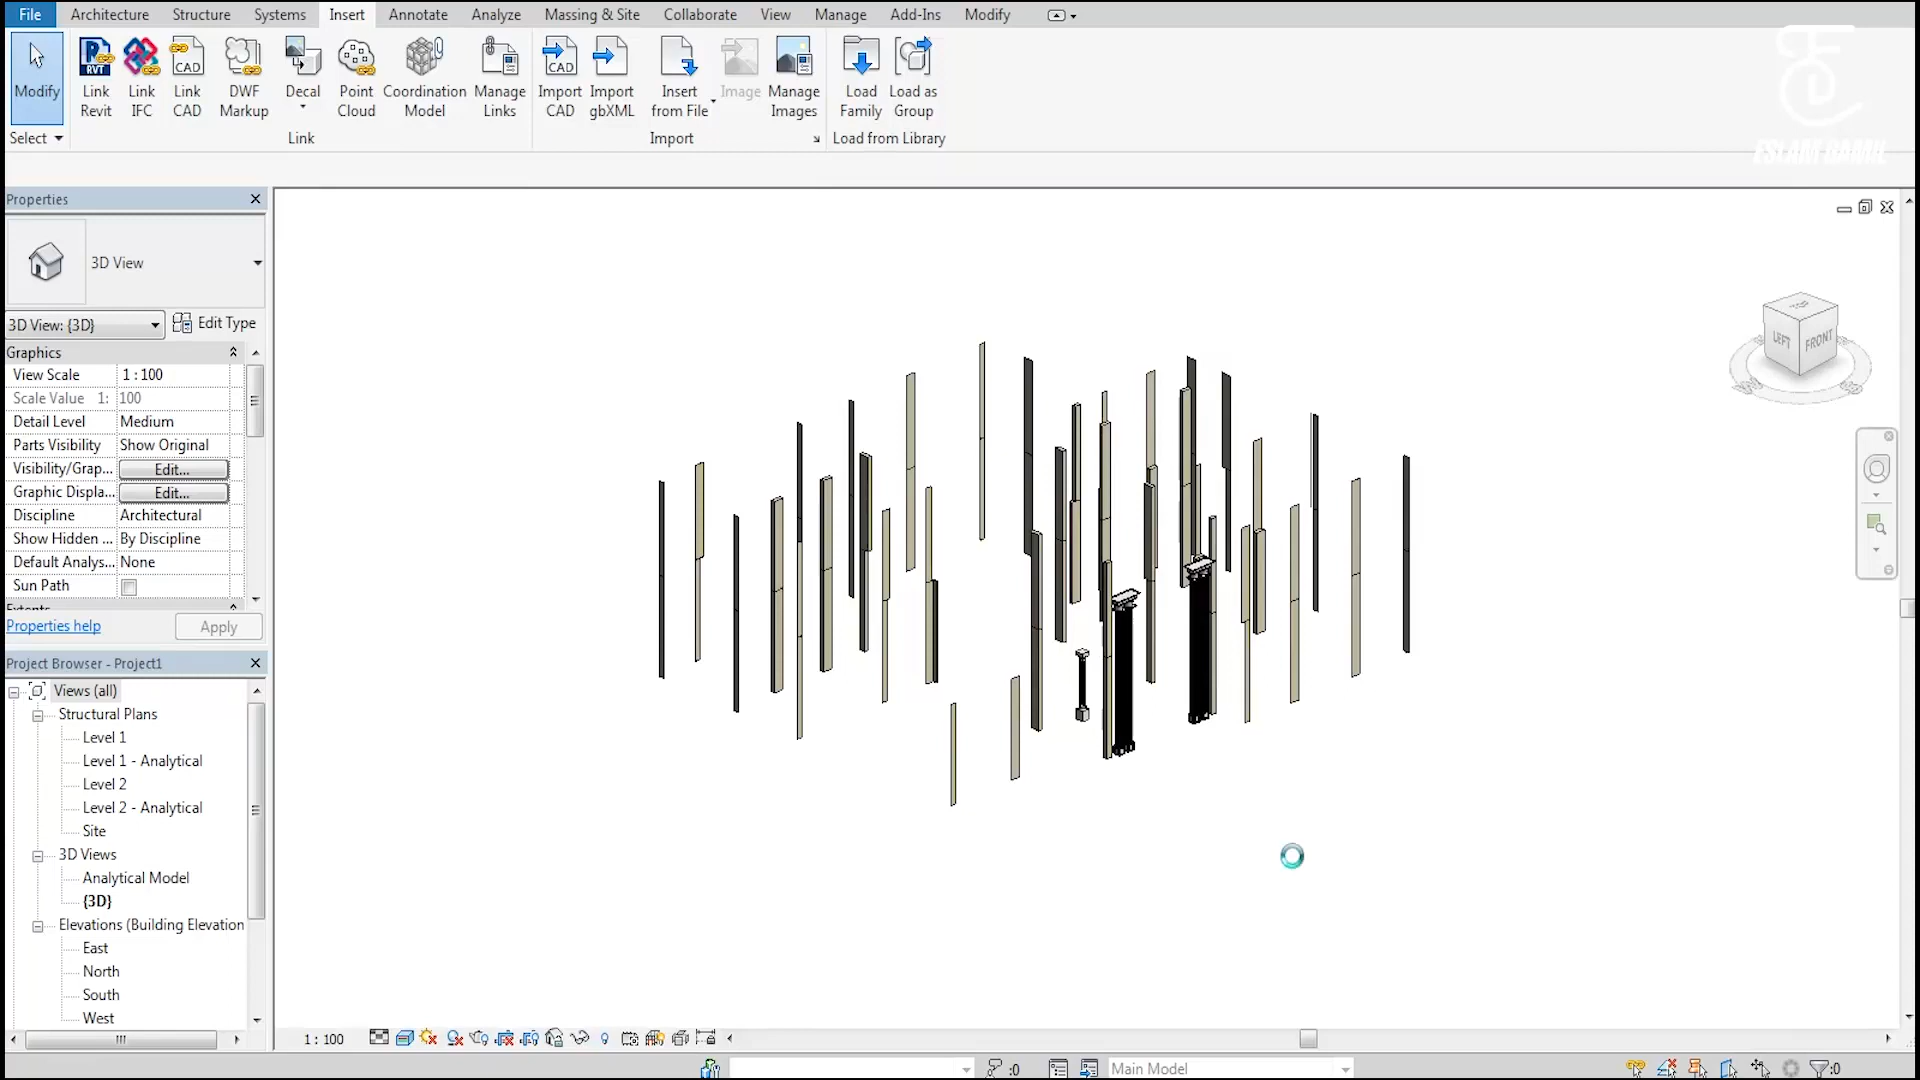 File Architecture Structure Systems Insert Annotate Analyze Massing & Site Collaborate View Manage Add-Ins Modify
Modify
Link Revit
Link IFC
Link CAD
DWF Markup
Decal
Point Cloud
Coordination Model
Manage Links
Import CAD
Import gbXML
Insert from File
Image
Manage Images
Load Family
Load as Group
Select
Link
Import
Load from Library
ESLAM GAMIL
Properties
3D View
3D View: {3D}
Edit Type
Graphics
View Scale 1 : 100
Scale Value 1: 100
Detail Level Medium
Parts Visibility Show Original
Visibility/Grap... Edit...
Graphic Displa... Edit...
Discipline Architectural
Show Hidden ... By Discipline
Default Analys... None
Sun Path
Extents
Properties help
Apply
Project Browser - Project1
Views (all)
Structural Plans
Level 1
Level 1 - Analytical
Level 2
Level 2 - Analytical
Site
3D Views
Analytical Model
{3D}
Elevations (Building Elevation
East
North
South
West
TOP
LEFT
FRONT
1 : 100
:0
Main Model
:0